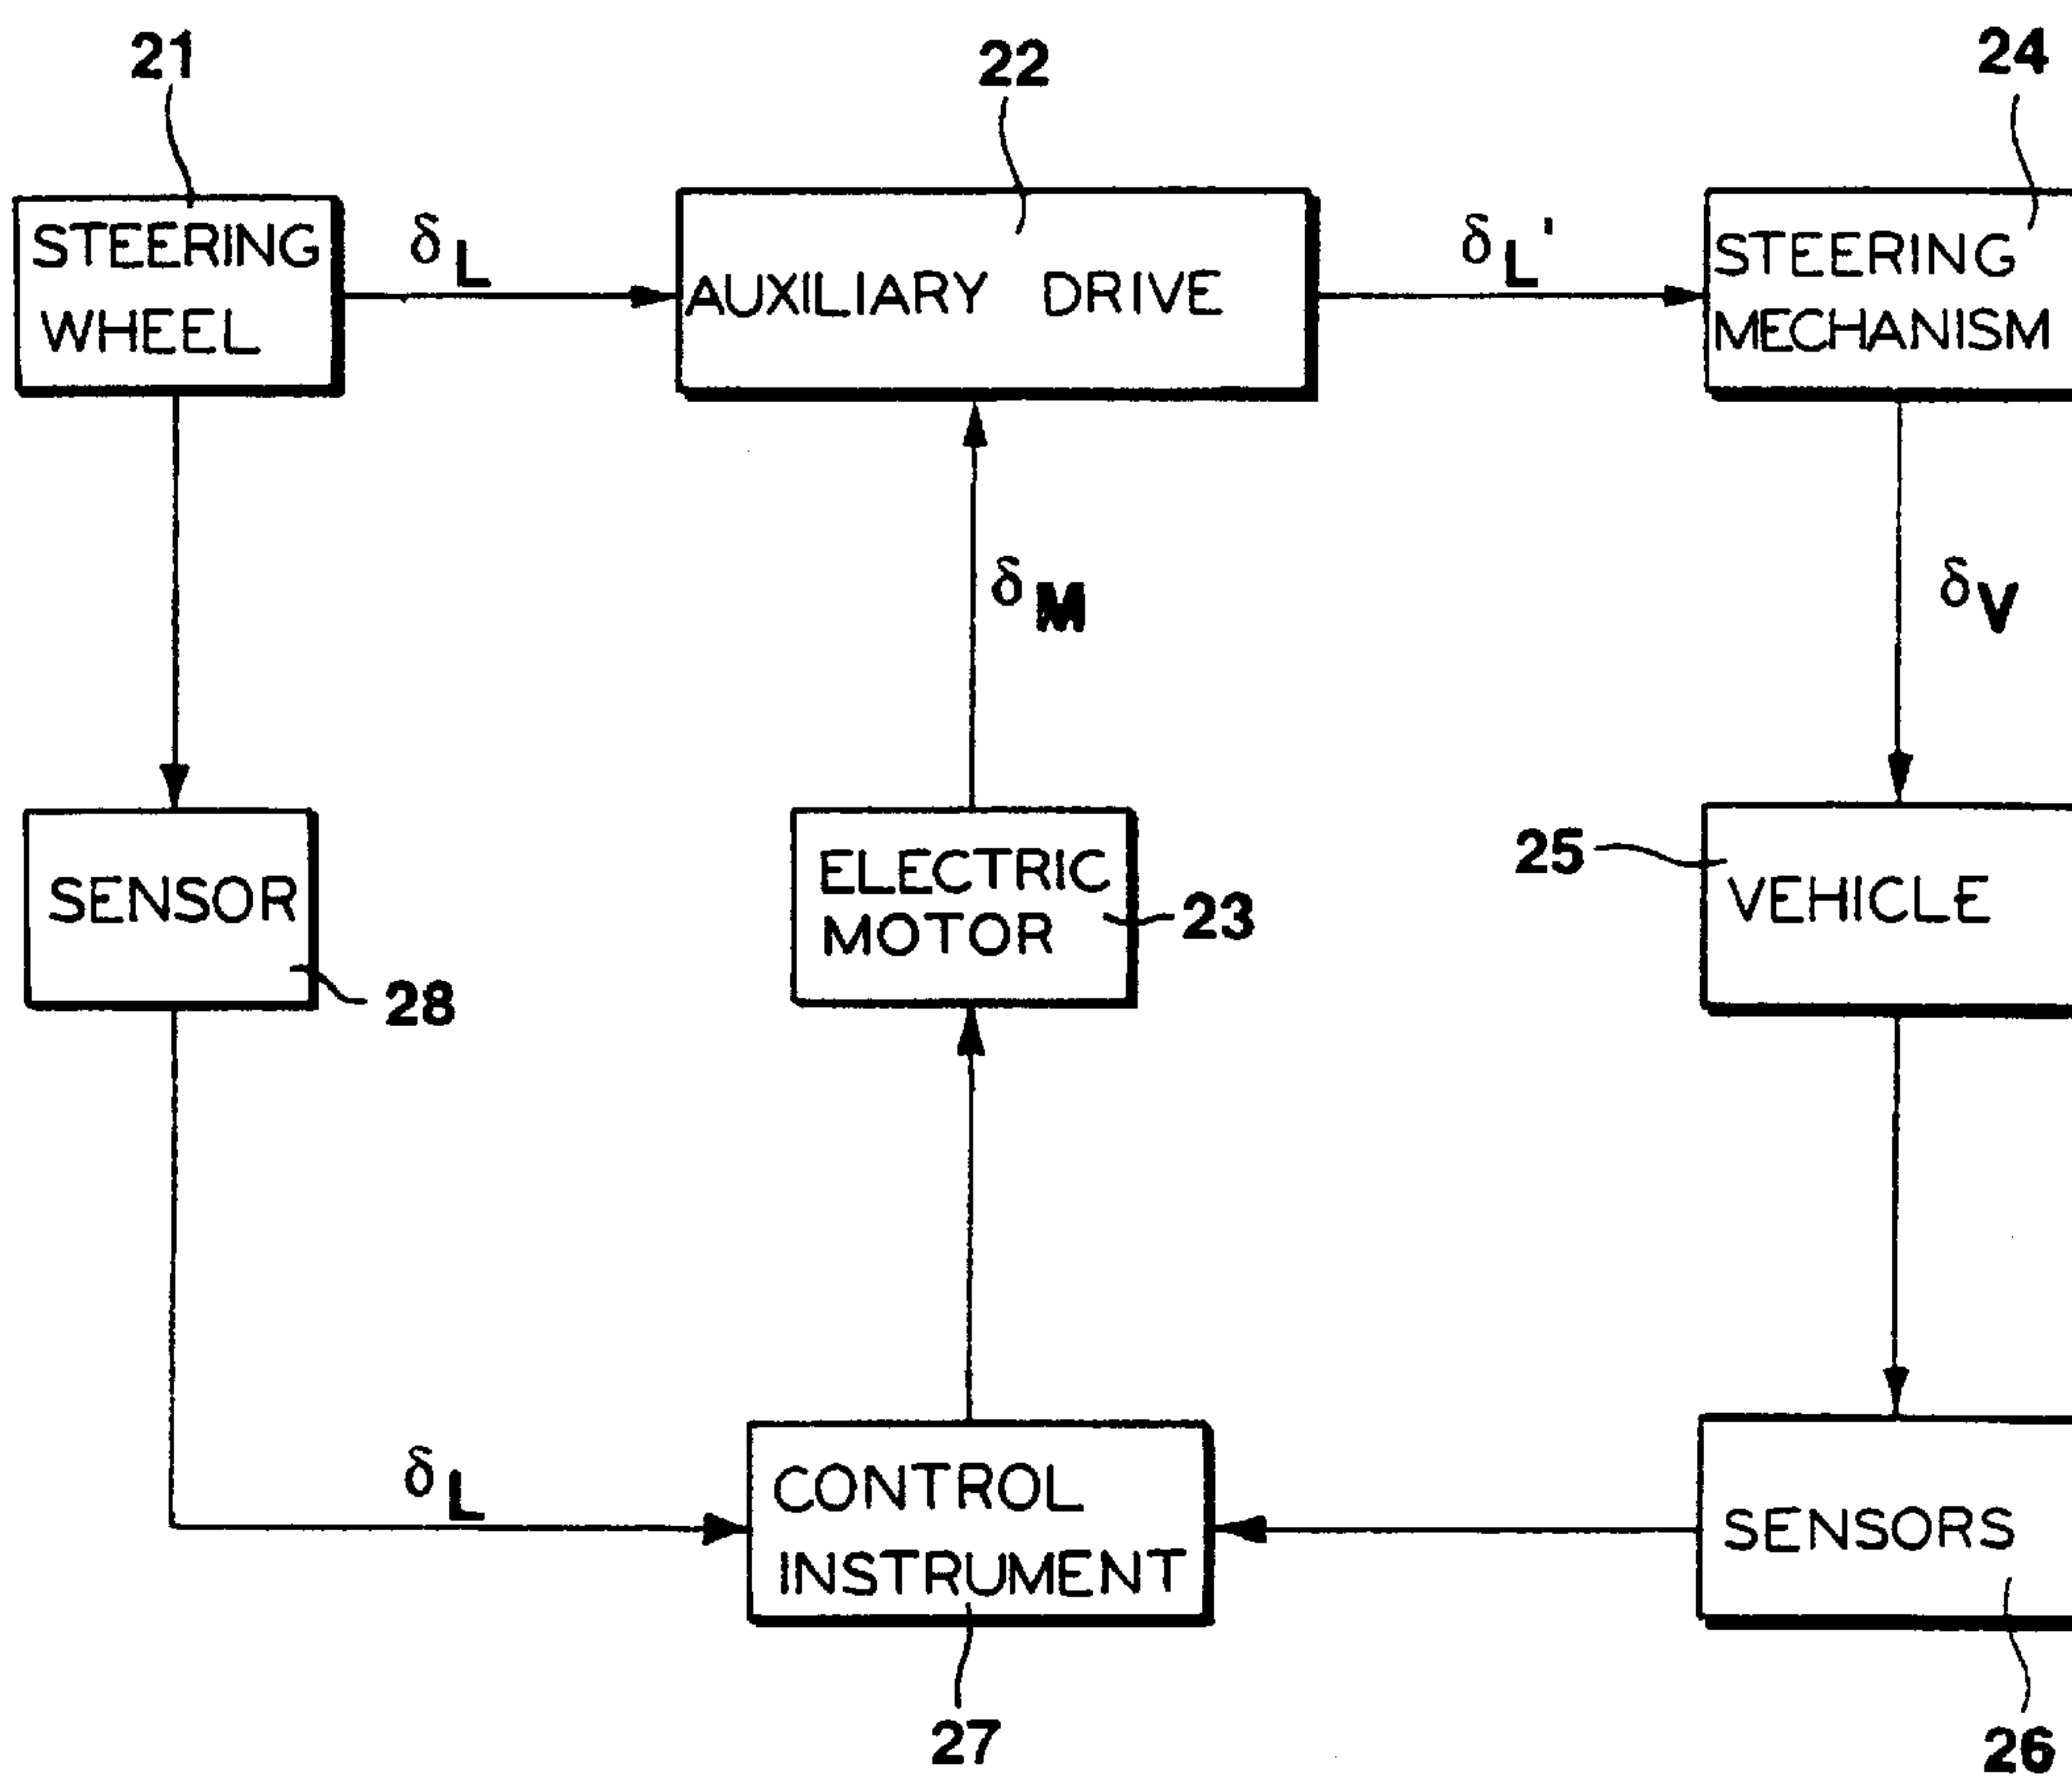 21
22
24
STEERING
WHEEL
δL
AUXILIARY DRIVE
δL'
STEERING
MECHANISM
δM
δV
SENSOR
28
ELECTRIC
MOTOR
23
25
VEHICLE
δL
CONTROL
INSTRUMENT
27
SENSORS
26